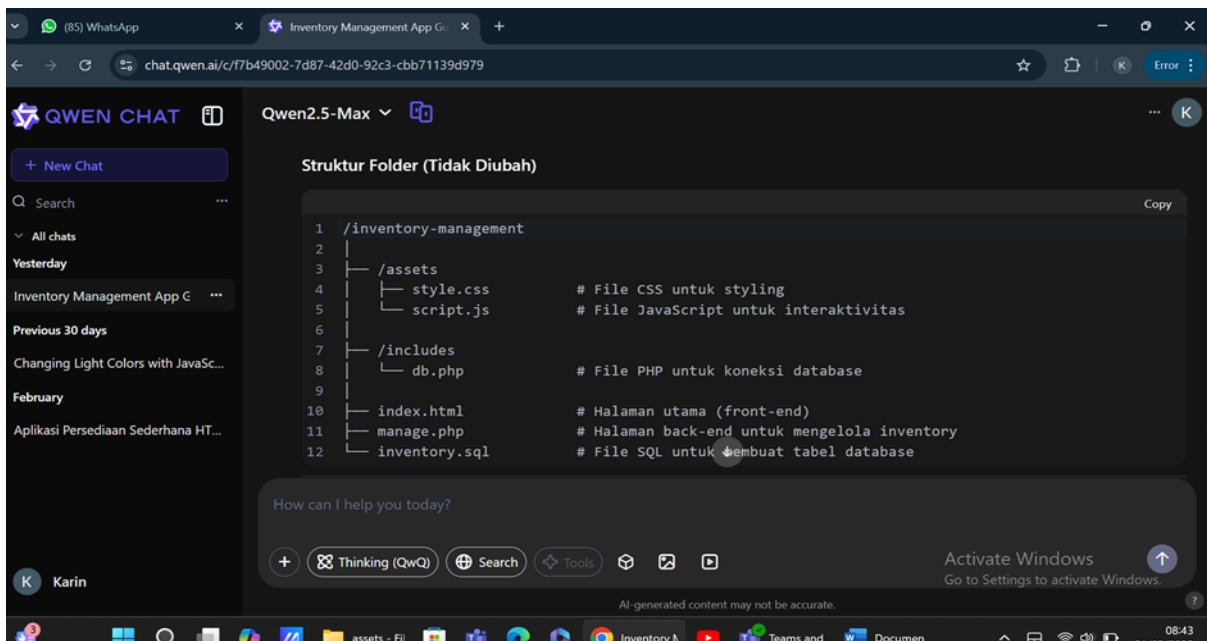 (85) WhatsApp
Inventory Management App Gu
chat.qwen.ai/c/f7b49002-7d87-42d0-92c3-cbb71139d979
K
Error
QWEN CHAT
Qwen2.5-Max
K
+ New Chat
Search
All chats
Yesterday
Inventory Management App G
Previous 30 days
Changing Light Colors with JavaSc...
February
Aplikasi Persediaan Sederhana HT...
K Karin
Struktur Folder (Tidak Diubah)
Copy
1 /inventory-management
2 │
3 ├── /assets
4 │ ├── style.css # File CSS untuk styling
5 │ └── script.js # File JavaScript untuk interaktivitas
6 │
7 ├── /includes
8 │ └── db.php # File PHP untuk koneksi database
9 │
10 ├── index.html # Halaman utama (front-end)
11 ├── manage.php # Halaman back-end untuk mengelola inventory
12 └── inventory.sql # File SQL untuk membuat tabel database
How can I help you today?
Thinking (QwQ) Search Tools
Activate Windows
Go to Settings to activate Windows.
AI-generated content may not be accurate.
3
assets - Fil
Inventory M
Teams and
Documen
08:43